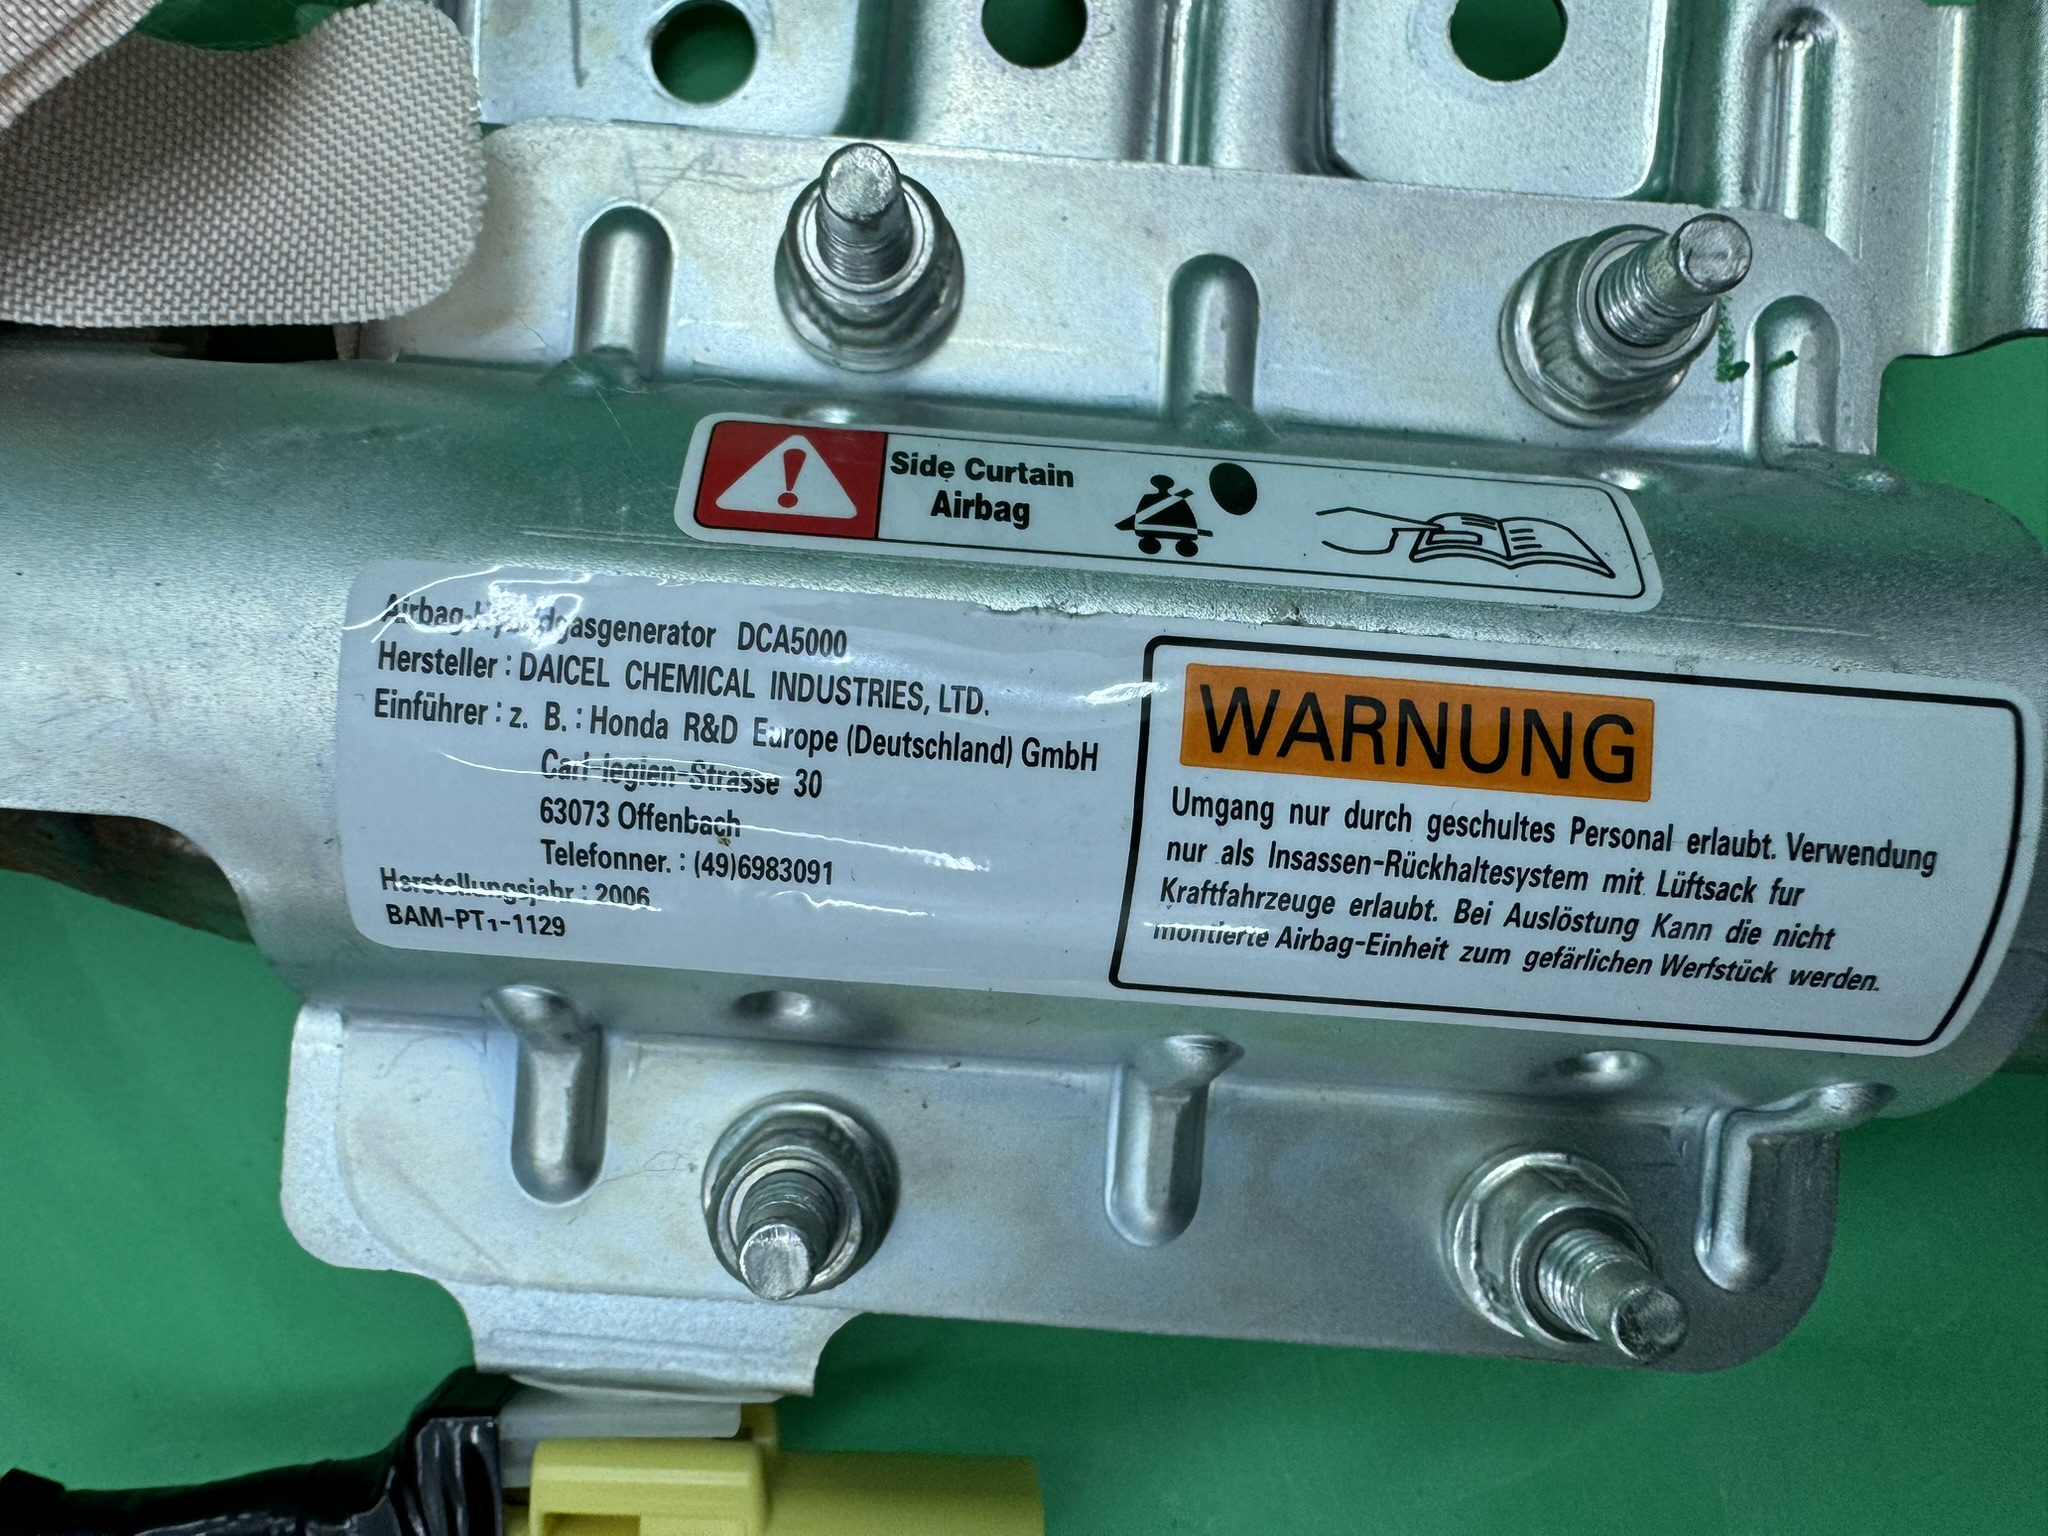 Side Curtain
Airbag
Airbag-Hybridgasgenerator DCA5000
Hersteller : DAICEL CHEMICAL INDUSTRIES, LTD.
Einführer : z. B. : Honda R&D Europe (Deutschland) GmbH
Carl-legien-Strasse 30
63073 Offenbach
Telefonner. : (49)6983091
Herstellungsjahr : 2006
BAM-PT₁-1129
WARNUNG
Umgang nur durch geschultes Personal erlaubt. Verwendung
nur als Insassen-Rückhaltesystem mit Lüftsack fur
Kraftfahrzeuge erlaubt. Bei Auslöstung Kann die nicht
montierte Airbag-Einheit zum gefärlichen Werfstück werden.